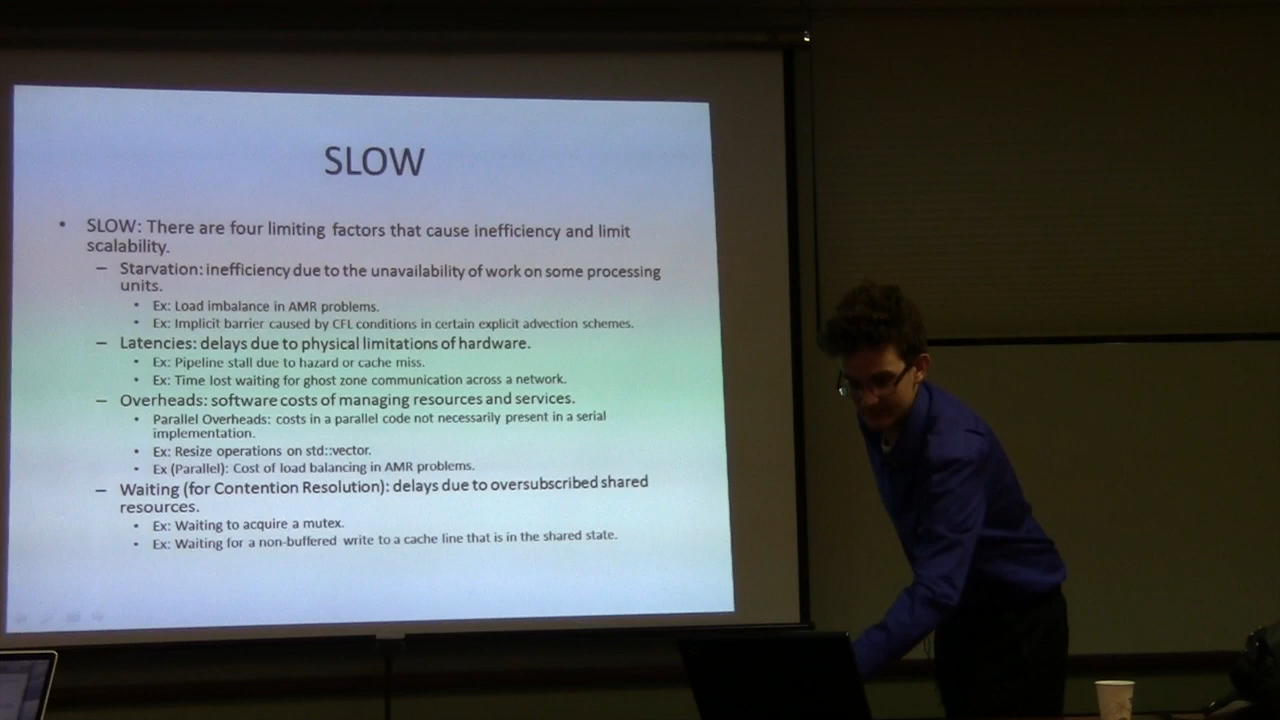 SLOW
• SLOW: There are four limiting factors that cause inefficiency and limit
scalability.
– Starvation: inefficiency due to the unavailability of work on some processing
units.
• Ex: Load imbalance in AMR problems.
• Ex: Implicit barrier caused by CFL conditions in certain explicit advection schemes.
– Latencies: delays due to physical limitations of hardware.
• Ex: Pipeline stall due to hazard or cache miss.
• Ex: Time lost waiting for ghost zone communication across a network.
– Overheads: software costs of managing resources and services.
• Parallel Overheads: costs in a parallel code not necessarily present in a serial
implementation.
• Ex: Resize operations on std::vector.
• Ex (Parallel): Cost of load balancing in AMR problems.
– Waiting (for Contention Resolution): delays due to oversubscribed shared
resources.
• Ex: Waiting to acquire a mutex.
• Ex: Waiting for a non-buffered write to a cache line that is in the shared state.